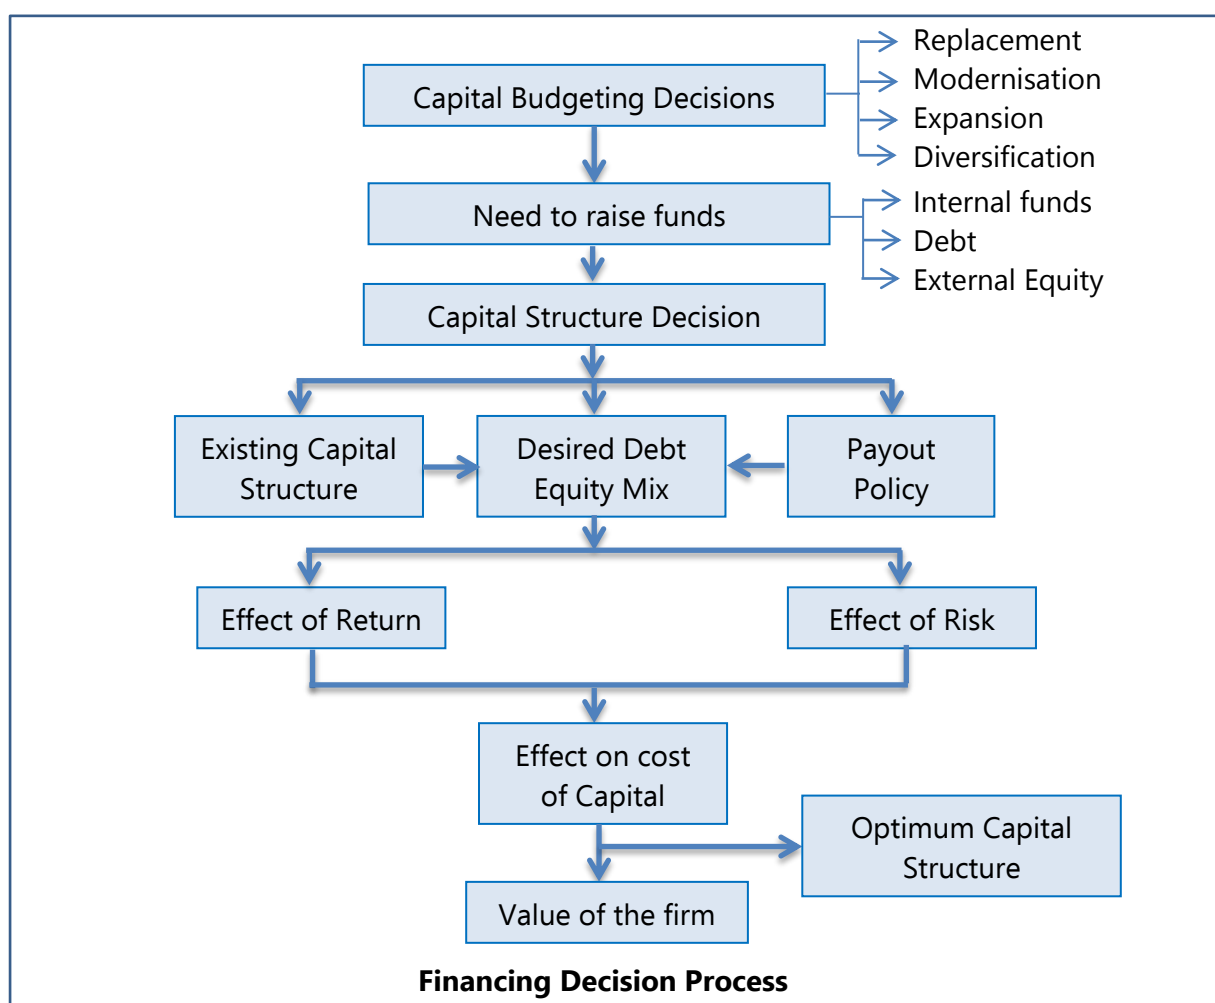 Capital Budgeting Decisions
Replacement
Modernisation
Expansion
Diversification
Need to raise funds
Internal funds
Debt
External Equity
Capital Structure Decision
Existing Capital
Structure
Desired Debt
Equity Mix
Payout
Policy
Effect of Return
Effect of Risk
Effect on cost
of Capital
Optimum Capital
Structure
Value of the firm
Financing Decision Process